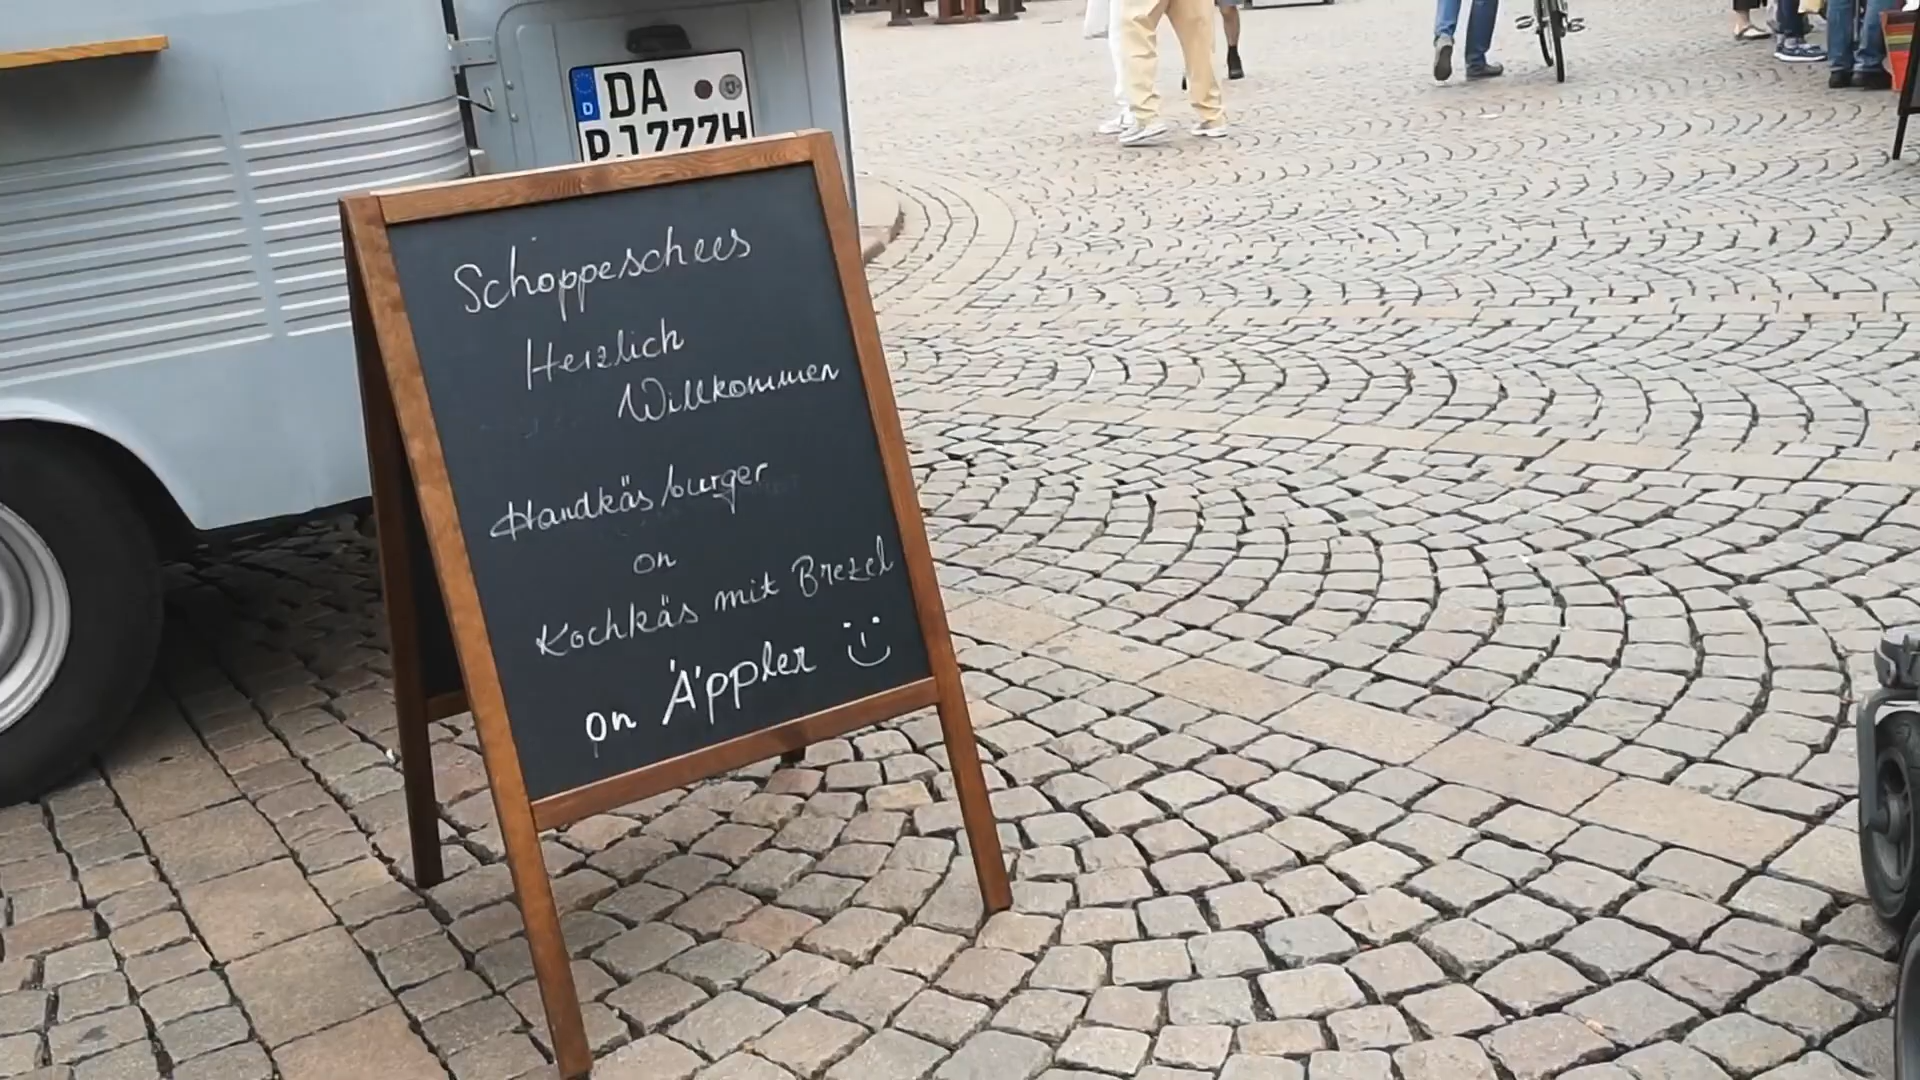 D
DA
Schoppeschees
Herzlich
Willkommen
Handkäsburger
on
Kochkäs mit Brezel
on Äppler